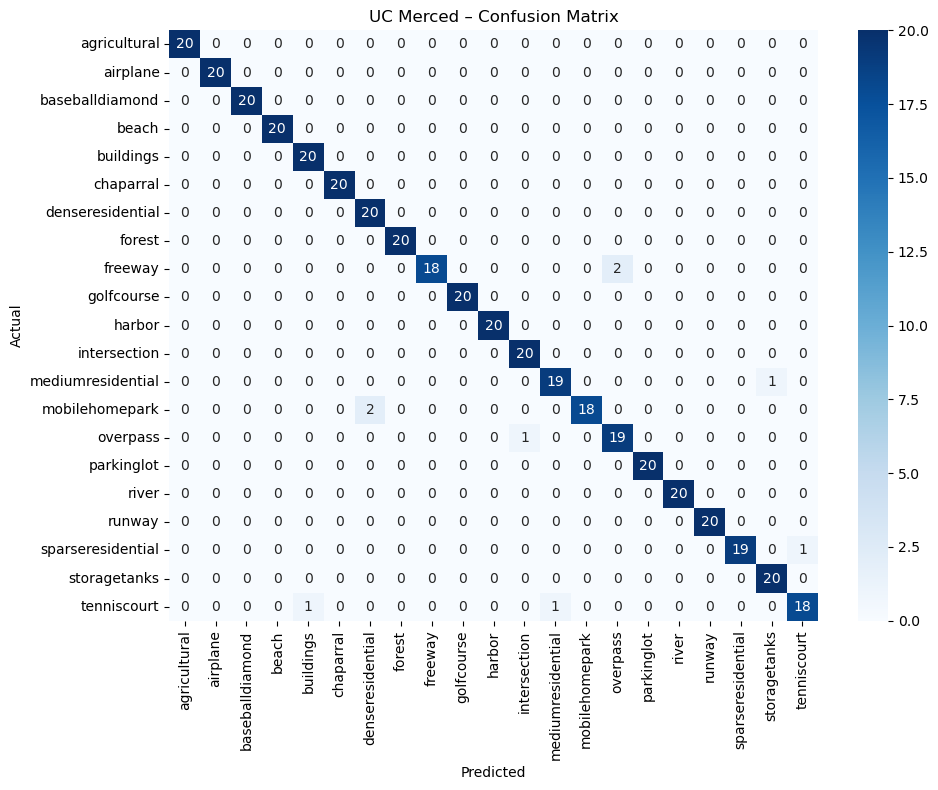 UC Merced – Confusion Matrix
Actual
agricultural 20 0 0 0 0 0 0 0 0 0 0 0 0 0 0 0 0 0 0 0 0
airplane 0 20 0 0 0 0 0 0 0 0 0 0 0 0 0 0 0 0 0 0 0
baseballdiamond 0 0 20 0 0 0 0 0 0 0 0 0 0 0 0 0 0 0 0 0 0
beach 0 0 0 20 0 0 0 0 0 0 0 0 0 0 0 0 0 0 0 0 0
buildings 0 0 0 0 20 0 0 0 0 0 0 0 0 0 0 0 0 0 0 0 0
chaparral 0 0 0 0 0 20 0 0 0 0 0 0 0 0 0 0 0 0 0 0 0
denseresidential 0 0 0 0 0 0 20 0 0 0 0 0 0 0 0 0 0 0 0 0 0
forest 0 0 0 0 0 0 0 20 0 0 0 0 0 0 0 0 0 0 0 0 0
freeway 0 0 0 0 0 0 0 0 18 0 0 0 0 0 2 0 0 0 0 0 0
golfcourse 0 0 0 0 0 0 0 0 0 20 0 0 0 0 0 0 0 0 0 0 0
harbor 0 0 0 0 0 0 0 0 0 0 20 0 0 0 0 0 0 0 0 0 0
intersection 0 0 0 0 0 0 0 0 0 0 0 20 0 0 0 0 0 0 0 0 0
mediumresidential 0 0 0 0 0 0 0 0 0 0 0 0 19 0 0 0 0 0 0 1 0
mobilehomepark 0 0 0 0 0 0 2 0 0 0 0 0 0 18 0 0 0 0 0 0 0
overpass 0 0 0 0 0 0 0 0 0 0 0 1 0 0 19 0 0 0 0 0 0
parkinglot 0 0 0 0 0 0 0 0 0 0 0 0 0 0 0 20 0 0 0 0 0
river 0 0 0 0 0 0 0 0 0 0 0 0 0 0 0 0 20 0 0 0 0
runway 0 0 0 0 0 0 0 0 0 0 0 0 0 0 0 0 0 20 0 0 0
sparseresidential 0 0 0 0 0 0 0 0 0 0 0 0 0 0 0 0 0 0 19 0 1
storagetanks 0 0 0 0 0 0 0 0 0 0 0 0 0 0 0 0 0 0 0 20 0
tenniscourt 0 0 0 0 1 0 0 0 0 0 0 0 1 0 0 0 0 0 0 0 18
agricultural
airplane
baseballdiamond
beach
buildings
chaparral
denseresidential
forest
freeway
golfcourse
harbor
intersection
mediumresidential
mobilehomepark
overpass
parkinglot
river
runway
sparseresidential
storagetanks
tenniscourt
Predicted
20.0
17.5
15.0
12.5
10.0
7.5
5.0
2.5
0.0